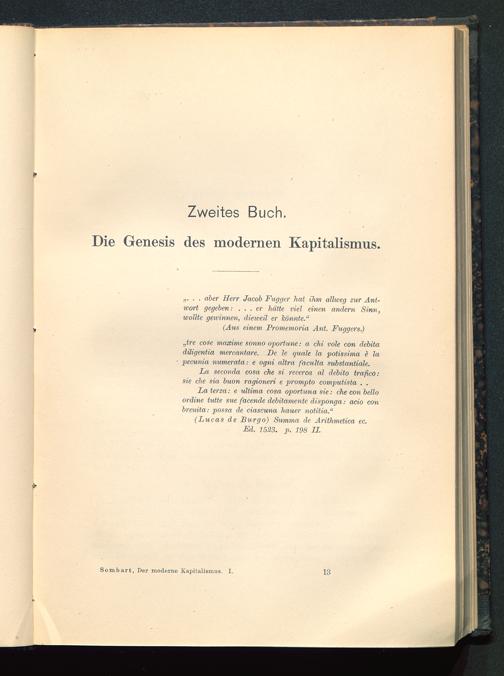 Zweites Buch.
Die Genesis des modernen Kapitalismus.
„. . . aber Herr Jacob Fugger hat ihm allweg zur Ant-
wort gegeben: . . . er hätte viel einen andern Sinn,
wollte gewinnen, dieweil er könnte.“
(Aus einem Promemoria Ant. Fuggers.)
„tre cose maxime sonno oportune: a chi vole con debita
diligentia mercantare. De le quale la potissima è la
pecunia numerata: e ogni altra faculta substantiale.
La seconda cosa che si recerca al debito trafico:
sie che sia buon ragioneri e prompto computista . .
La terza: e ultima cosa oportuna sie: che con bello
ordine tutte sue facende debitamente disponga: acio con
brevita: possa de ciascuna hauer notitia.“
(Lucas de Burgo) Summa de Arithmetica ec.
Ed. 1523. p. 198 II.
Sombart, Der moderne Kapitalismus. I.
13